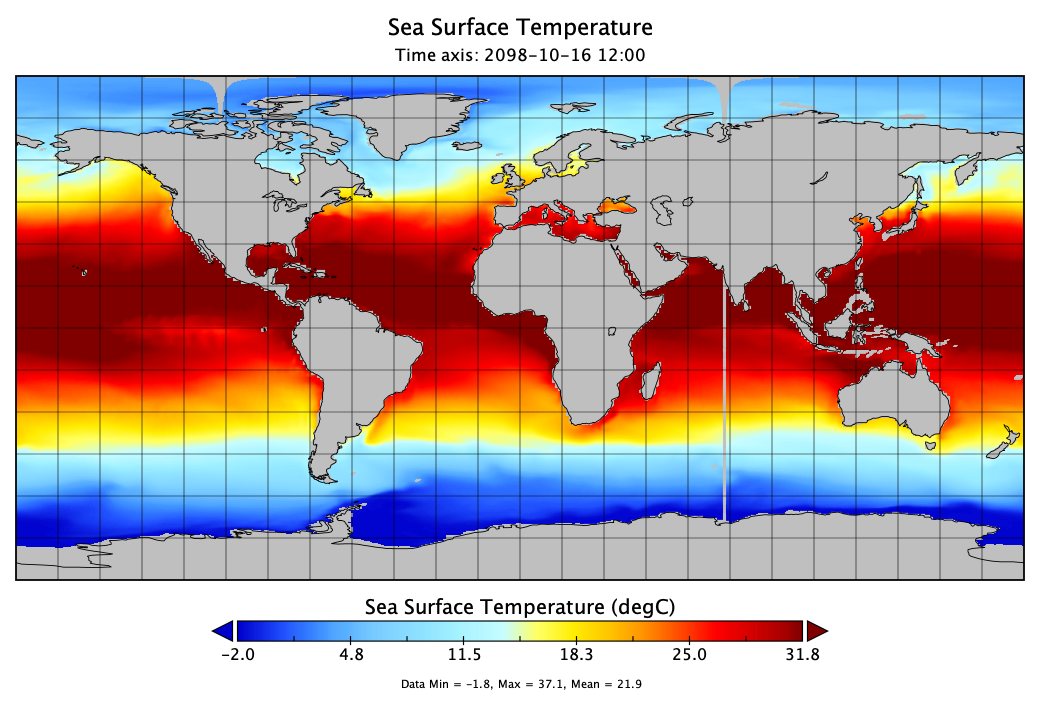 Sea Surface Temperature
Time axis: 2098-10-16 12:00
Sea Surface Temperature (degC)
-2.0 4.8 11.5 18.3 25.0 31.8
Data Min = -1.8, Max = 37.1, Mean = 21.9